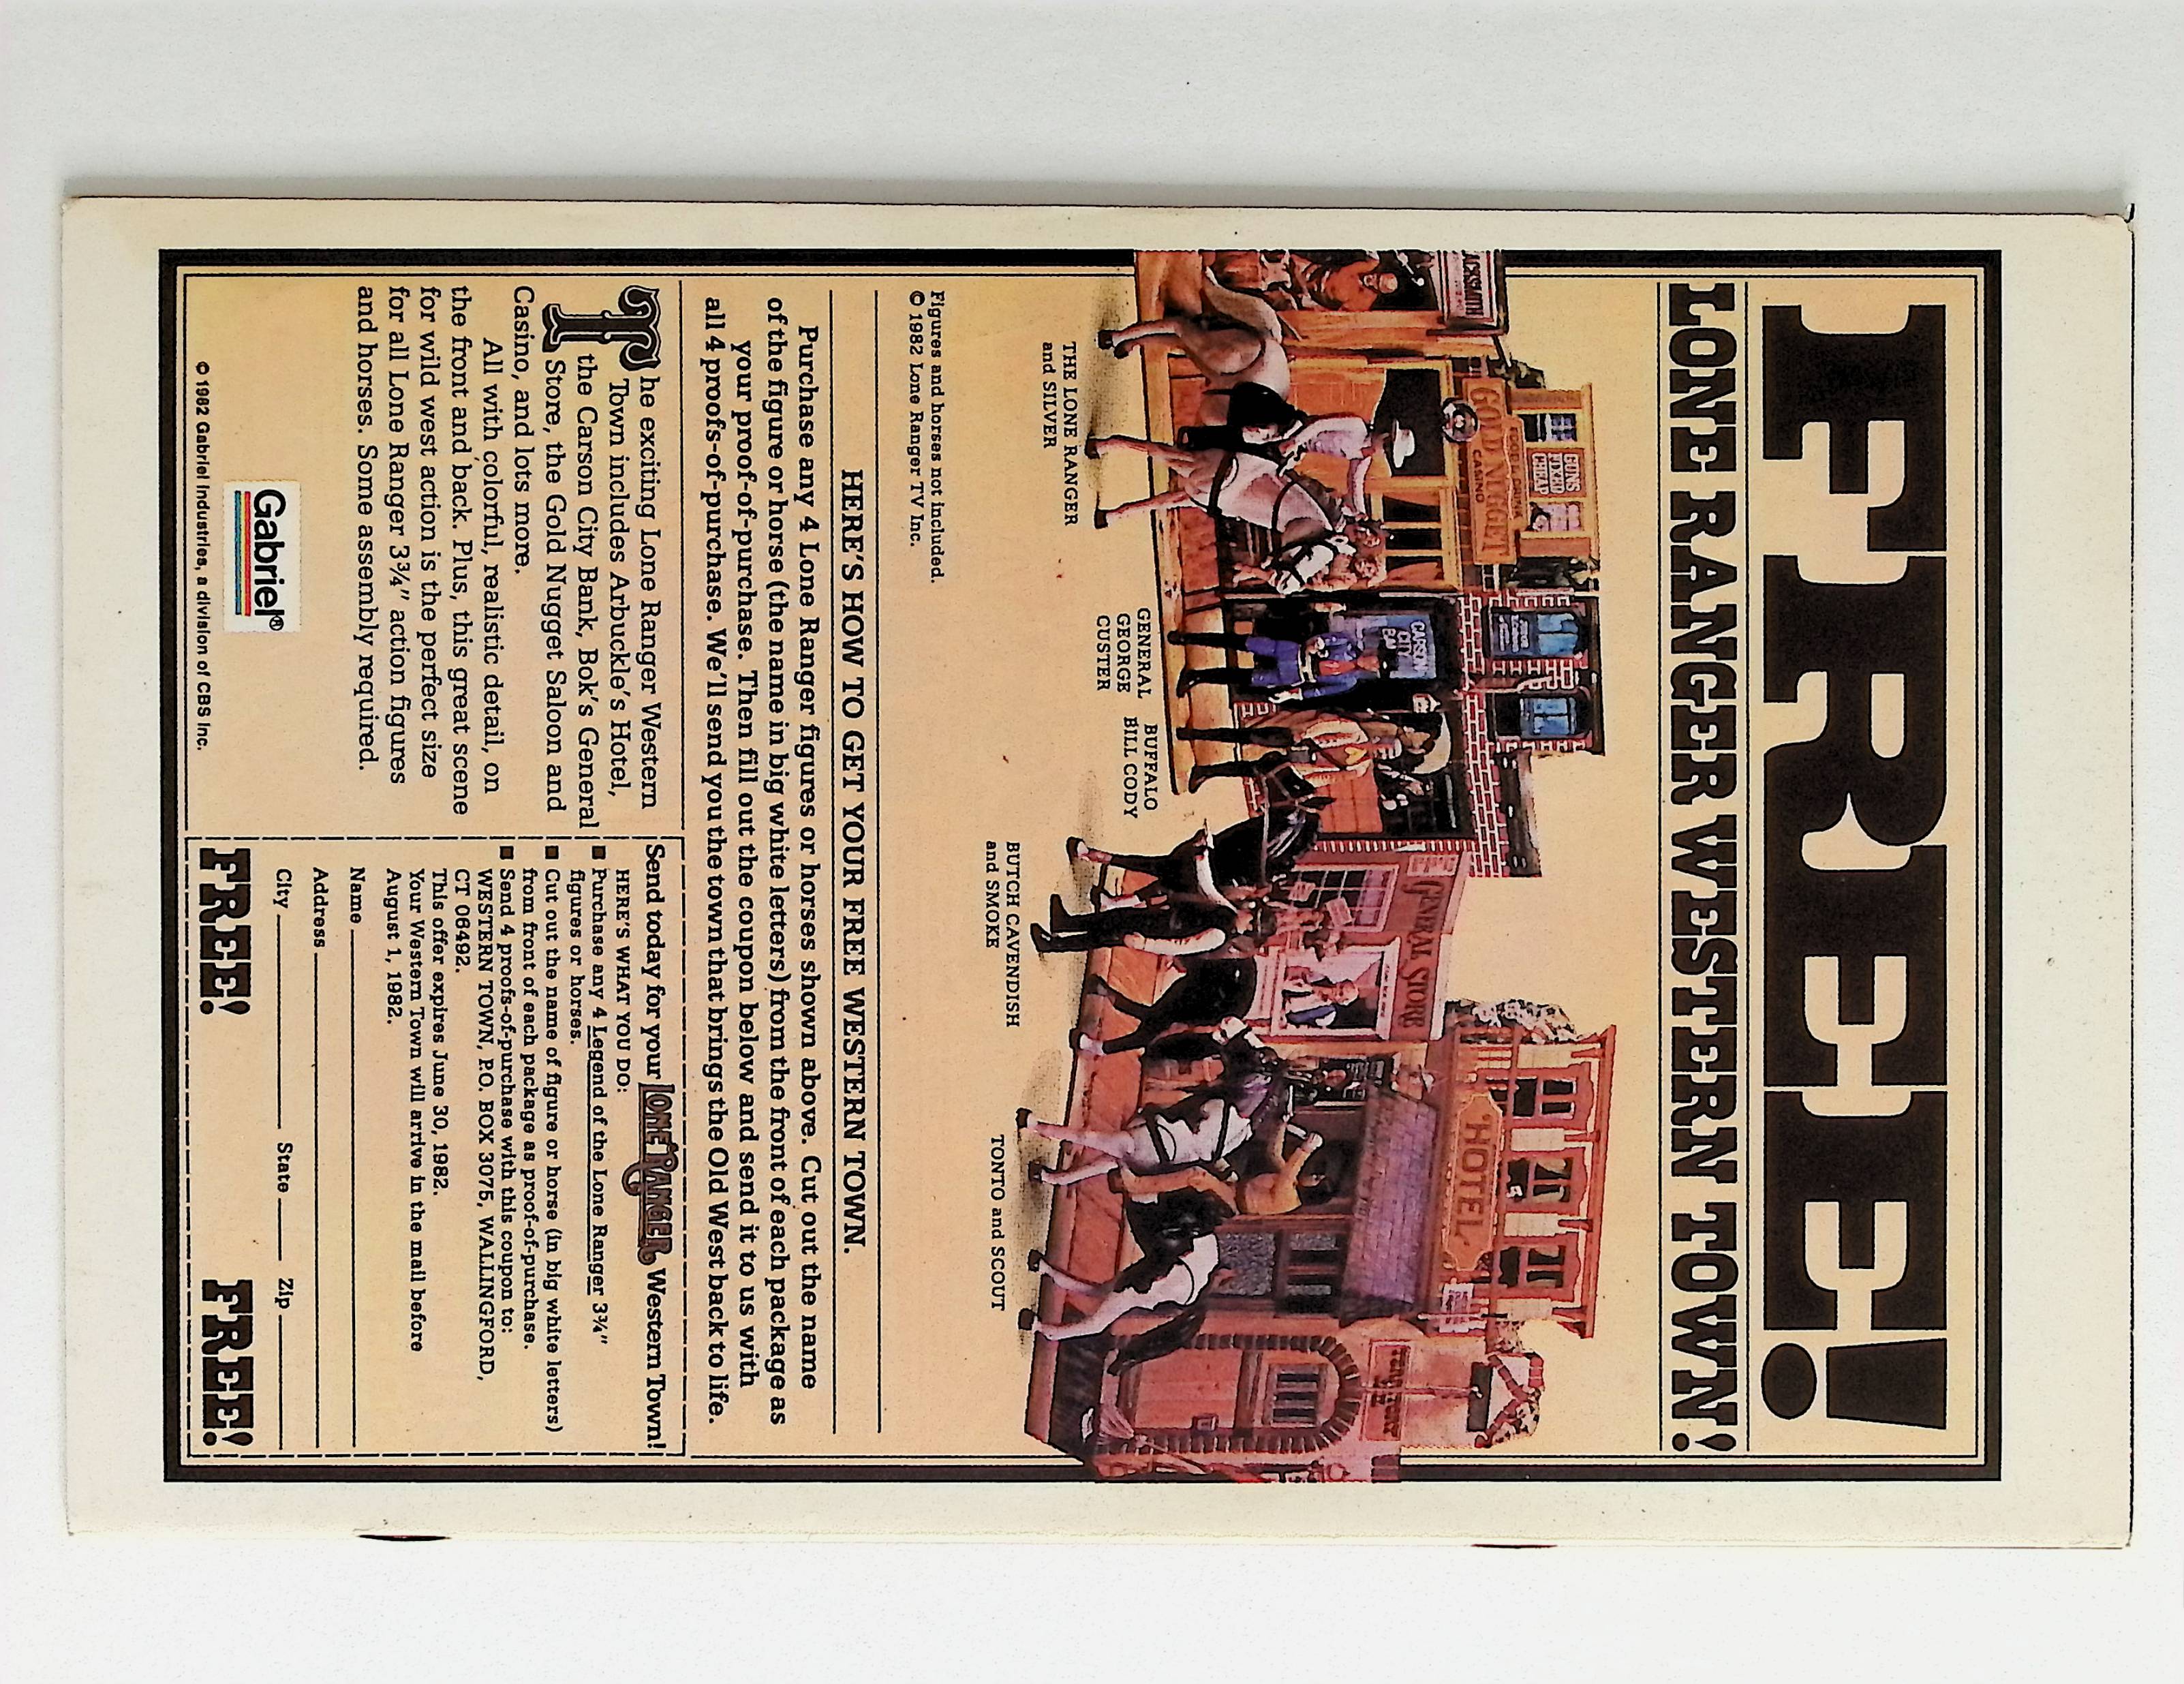 FREE!
LONE RANGER WESTERN TOWN!
GUNS
GOLD NUGGET
CASINO
CARSON
CITY
GENERAL STORE
HOTEL
THE LONE RANGER
and SILVER
GENERAL
GEORGE
CUSTER
BUFFALO
BILL CODY
BUTCH CAVENDISH
and SMOKE
TONTO and SCOUT
Figures and horses not included.
© 1982 Lone Ranger TV Inc.
HERE'S HOW TO GET YOUR FREE WESTERN TOWN.
Purchase any 4 Lone Ranger figures or horses shown above. Cut out the name
of the figure or horse (the name in big white letters) from the front of each package as
your proof-of-purchase. Then fill out the coupon below and send it to us with
all 4 proofs-of-purchase. We'll send you the town that brings the Old West back to life.
The exciting Lone Ranger Western
Town includes Arbuckle's Hotel,
the Carson City Bank, Bok's General
Store, the Gold Nugget Saloon and
Casino, and lots more.
All with colorful, realistic detail, on
the front and back. Plus, this great scene
for wild west action is the perfect size
for all Lone Ranger 3¾" action figures
and horses. Some assembly required.
Gabriel®
© 1982 Gabriel Industries, a division of CBS Inc.
Send today for your LONE RANGER Western Town!
HERE'S WHAT YOU DO:
■ Purchase any 4 Legend of the Lone Ranger 3¾"
figures or horses.
■ Cut out the name of figure or horse (in big white letters)
from front of each package as proof-of-purchase.
■ Send 4 proofs-of-purchase with this coupon to:
WESTERN TOWN, P.O. BOX 3075, WALLINGFORD,
CT 06492.
This offer expires June 30, 1982.
Your Western Town will arrive in the mail before
August 1, 1982.
Name
Address
City State Zip
FREE! FREE!